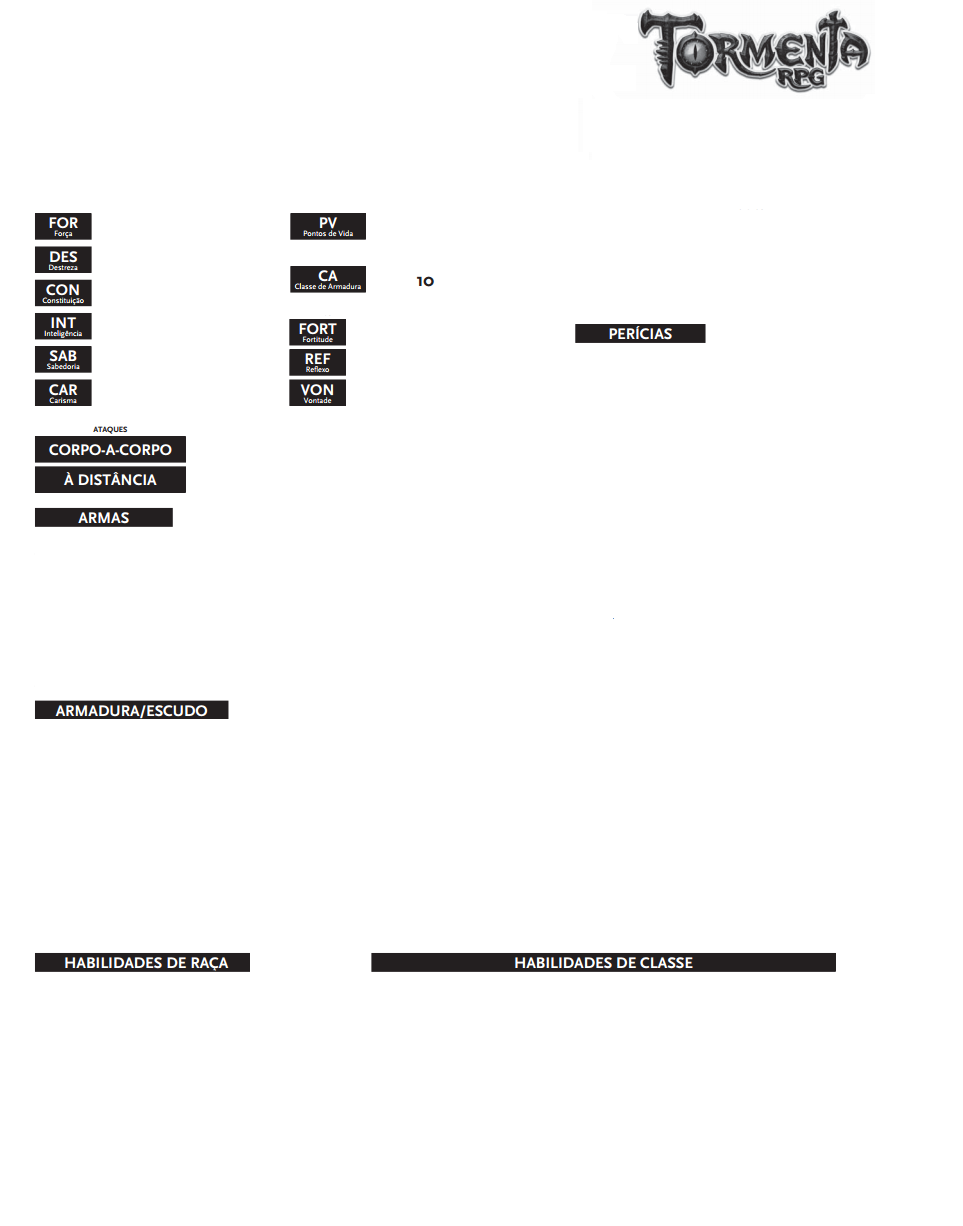 TORMENTA
RPG
FOR
Força
DES
Destreza
CON
Constituição
INT
Inteligência
SAB
Sabedoria
CAR
Carisma
PV
Pontos de Vida
CA
Classe de Armadura
10
FORT
Fortitude
REF
Reflexo
VON
Vontade
PERÍCIAS
ATAQUES
CORPO-A-CORPO
À DISTÂNCIA
ARMAS
ARMADURA/ESCUDO
HABILIDADES DE RAÇA
HABILIDADES DE CLASSE